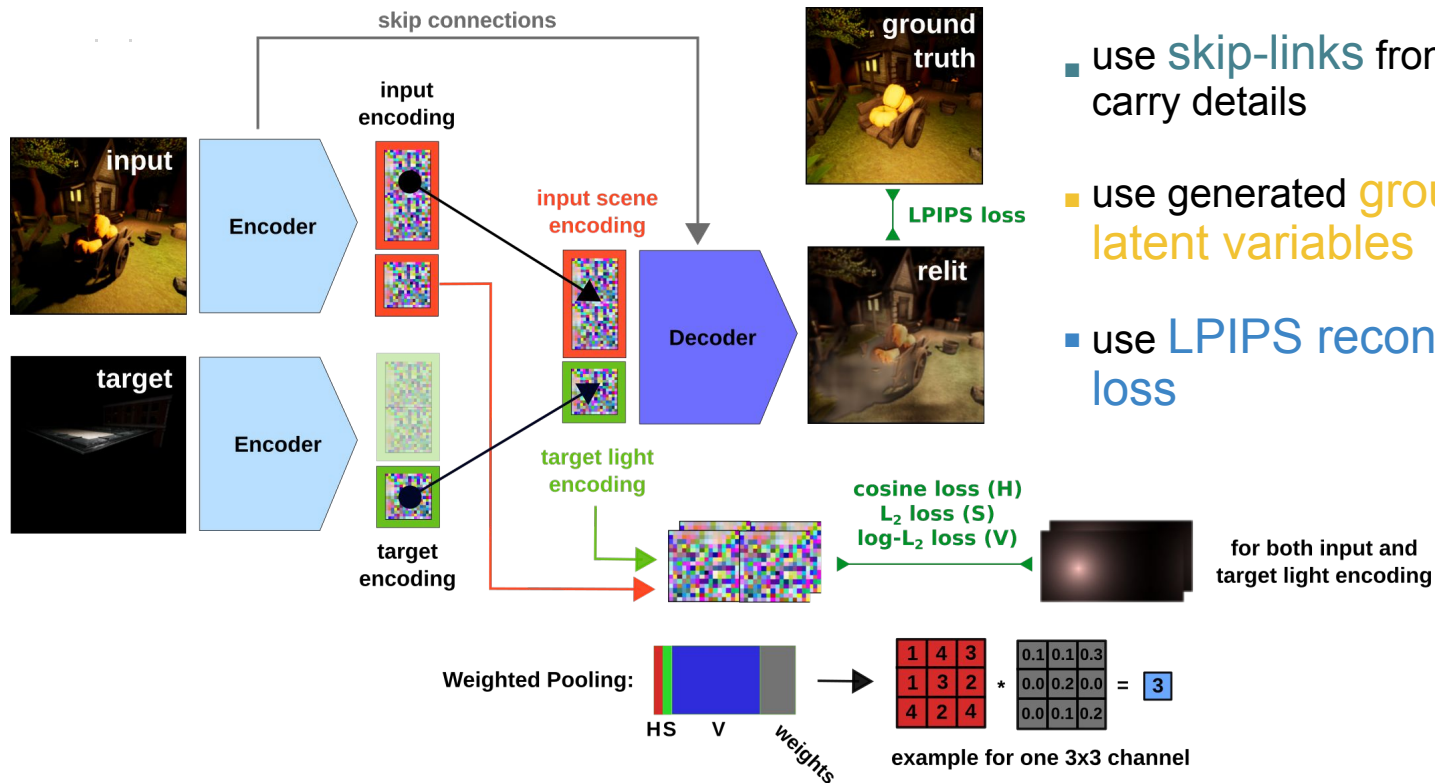 skip connections
input
encoding
input
Encoder
input scene
encoding
Decoder
ground
truth
LPIPS loss
relit
target
Encoder
target
encoding
target light
encoding
cosine loss (H)
L₂ loss (S)
log-L₂ loss (V)
for both input and
target light encoding
Weighted Pooling:
H S V weights
1 4 3
1 3 2
4 2 4
*
0.1 0.1 0.3
0.0 0.2 0.0
0.0 0.1 0.2
= 3
example for one 3x3 channel
use skip-links
carry details
use generated
latent variables
use LPIPS
loss